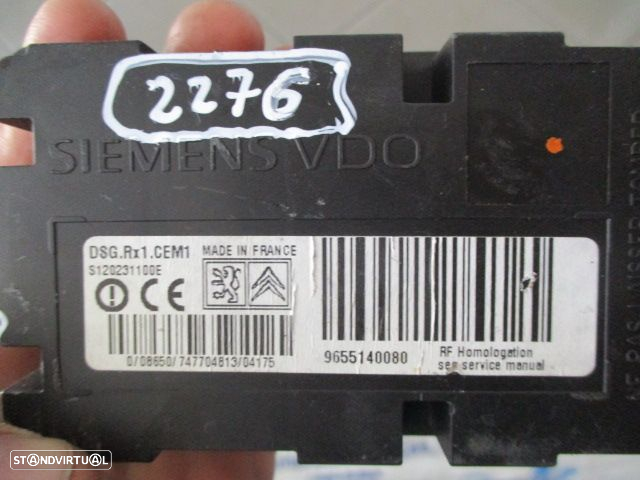 2276
SIEMENS VDO
DSG.Rx1.CEM1 MADE IN FRANCE
S120231100E
CE
0/08650/747704813/04175
9655140080
RF Homologation
see service manual
STANDVIRTUAL